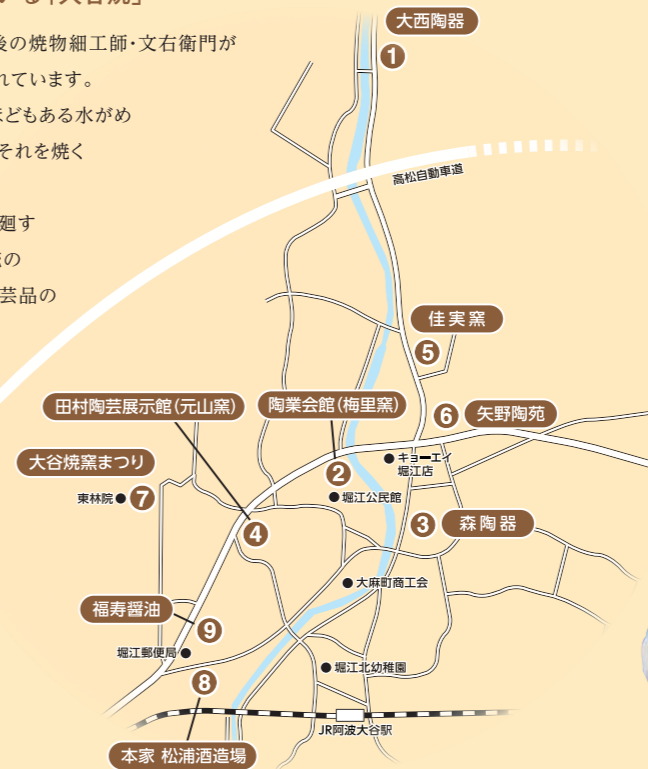 いる「大谷焼」
後の焼物細工師・文右衛門が
れています。
ほどもある水がめ
それを焼く
廻す
の
芸品の
大西陶器
1
高松自動車道
佳実窯
5
田村陶芸展示館(元山窯)
陶業会館(梅里窯)
6 矢野陶苑
大谷焼窯まつり
キョーエイ
堀江店
2
東林院 7
堀江公民館
4
3 森陶器
大麻町商工会
福寿醤油
9
堀江郵便局
8
堀江北幼稚園
JR阿波大谷駅
本家 松浦酒造場